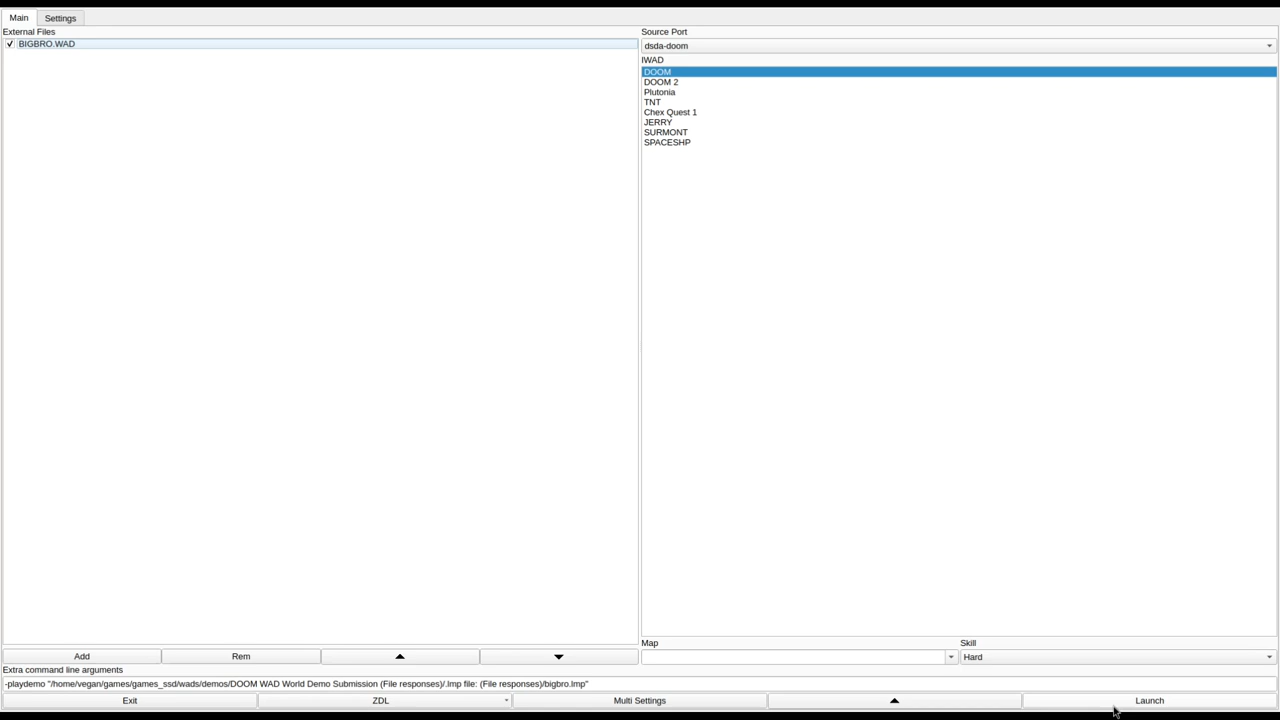 Main Settings
External Files
BIGBRO.WAD
Source Port
dsda-doom
IWAD
DOOM
DOOM 2
Plutonia
TNT
Chex Quest 1
JERRY
SURMONT
SPACESHP
Map Skill
Hard
Add Rem
Extra command line arguments
-playdemo "/home/vegan/games/games_ssd/wads/demos/DOOM WAD World Demo Submission (File responses)/.lmp file: (File responses)/bigbro.lmp"
Exit ZDL Multi Settings Launch